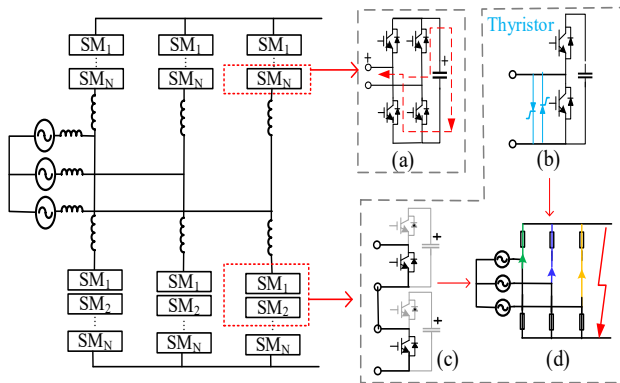 SM1 SM1 SM1
SMN SMN SMN
+ +
(a)
Thyristor
(b)
SM1 SM1 SM1
SM2 SM2 SM2
SMN SMN SMN
+
+
(c)
(d)